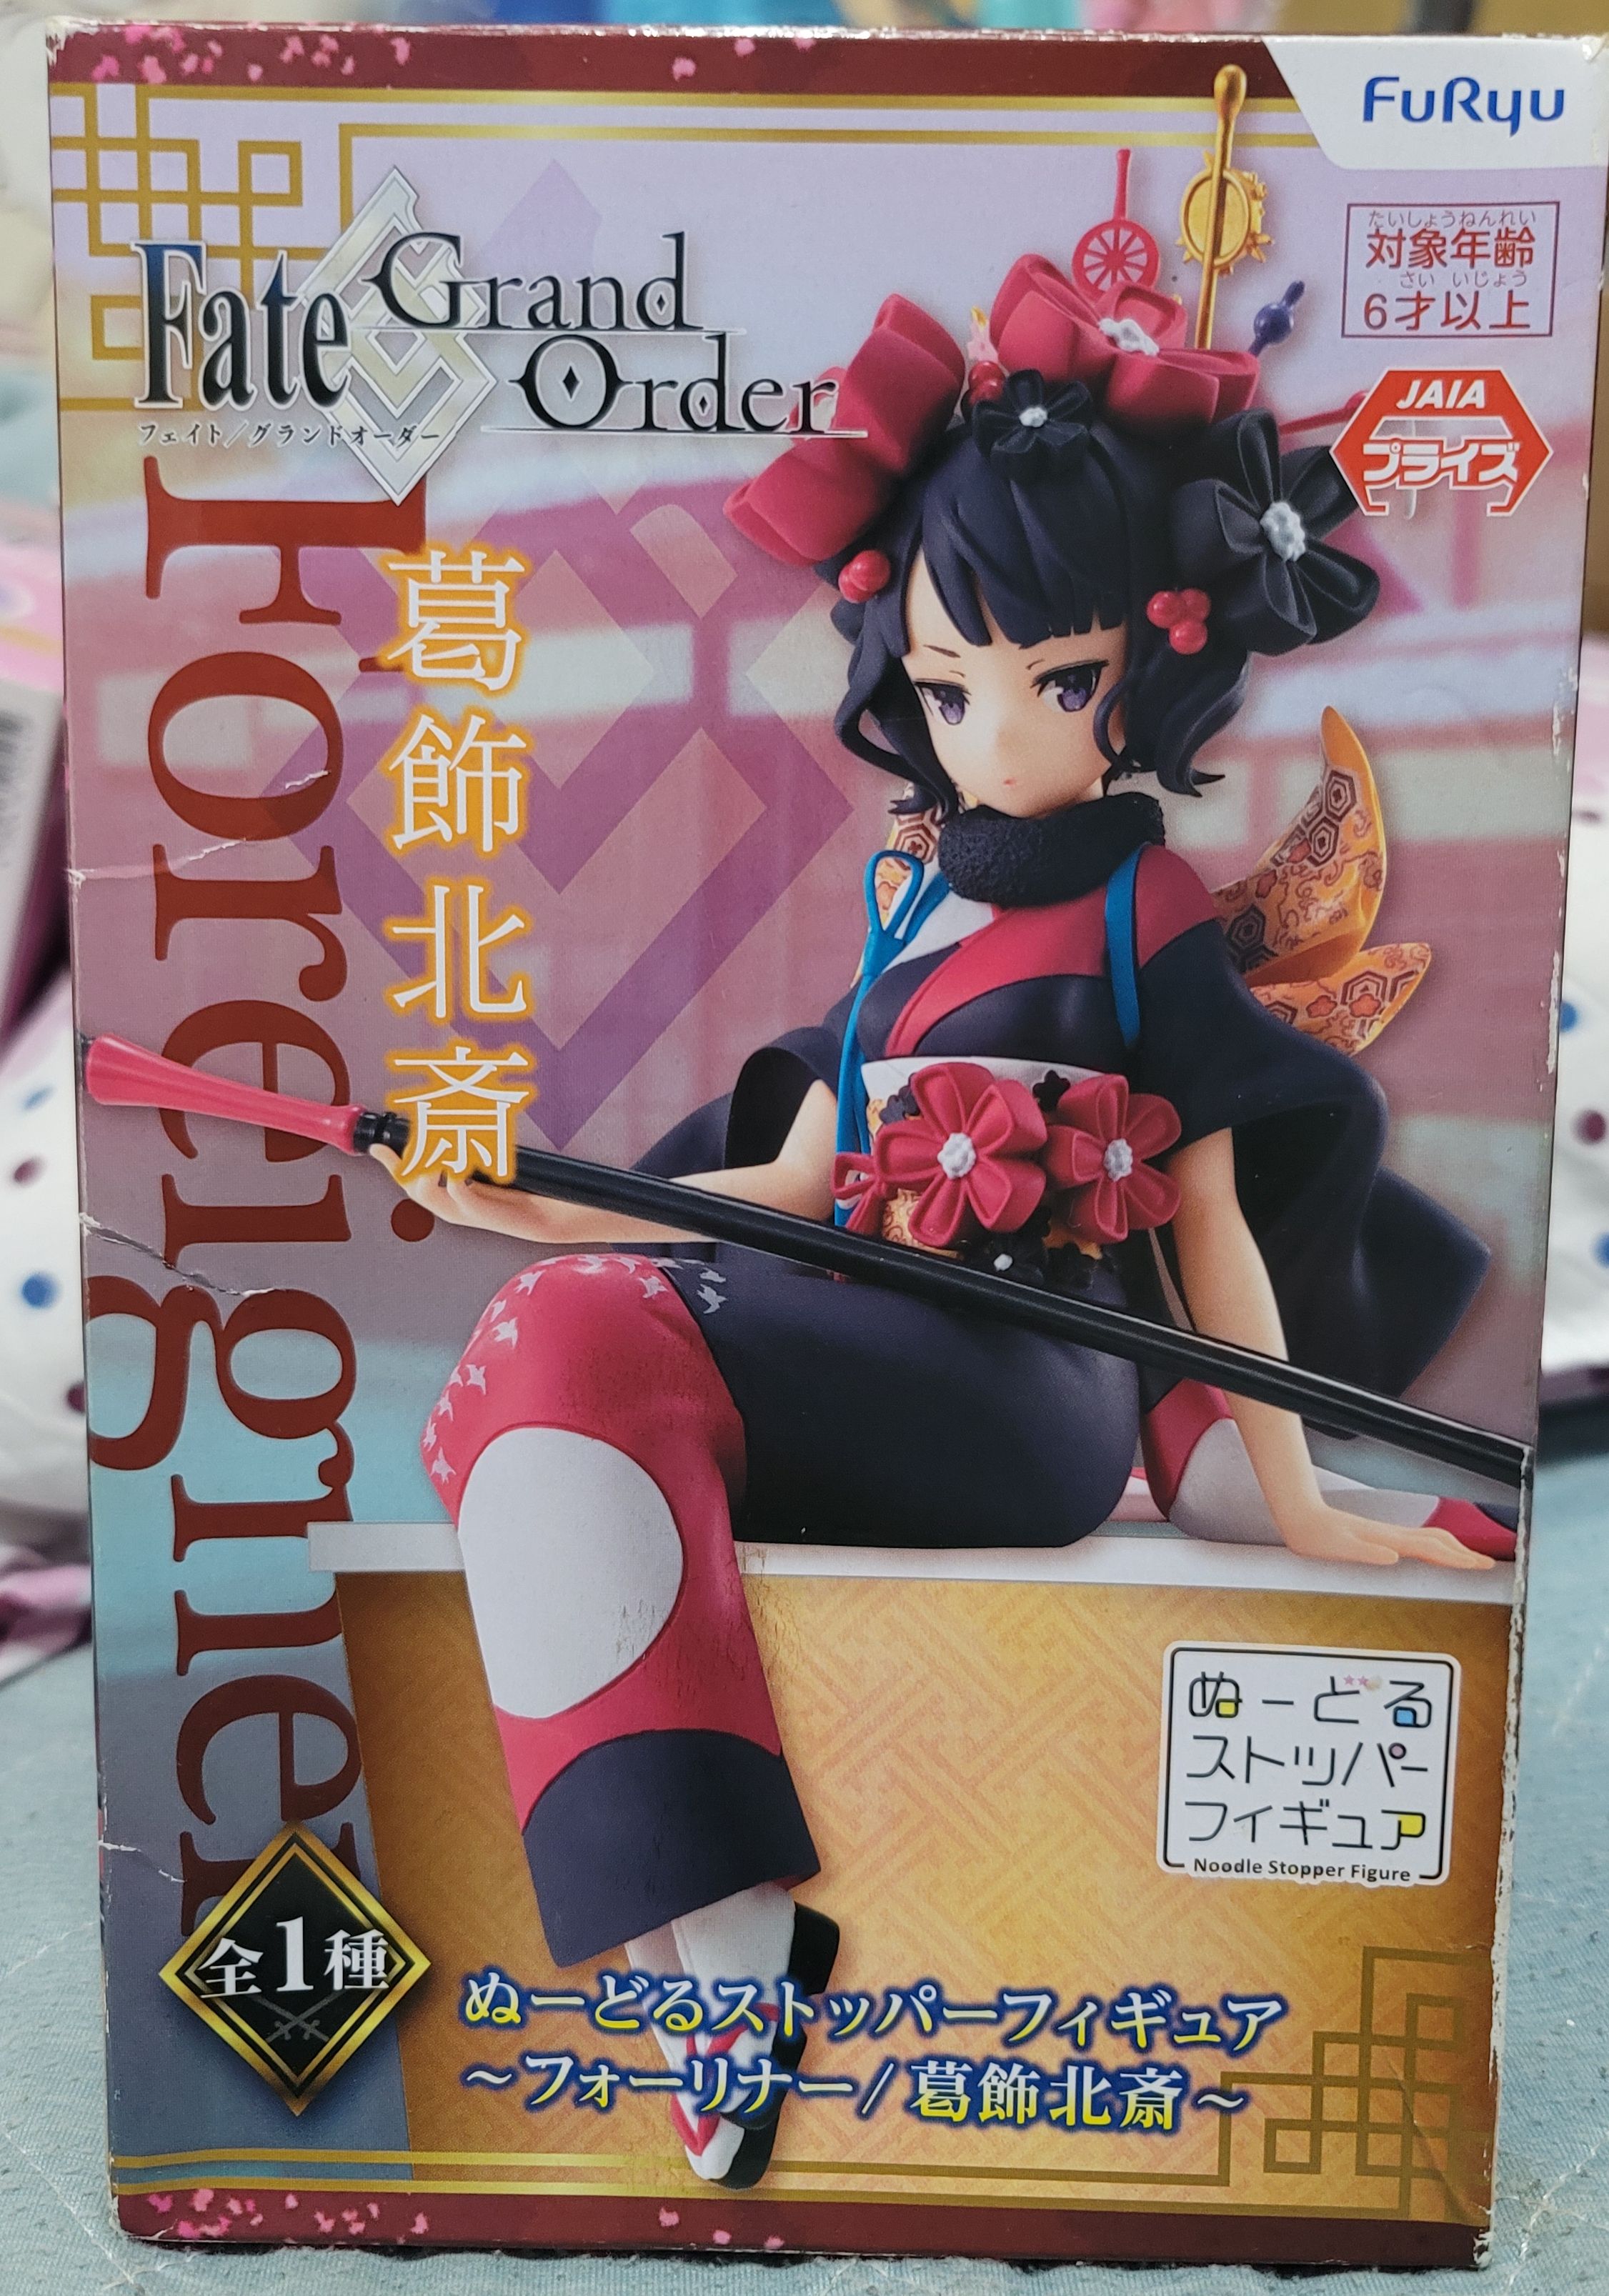 FuRyu
Fate
Grand
Order
フェイト/グランドオーダー
たいしょうねんれい
対象年齢
さい いじょう
6才以上
JAIA
プライズ
Foreigner
葛飾北斎
ぬーどる
ストッパー
フィギュア
Noodle Stopper Figure
全1種
ぬーどるストッパーフィギュア
～フォーリナー/葛飾北斎～